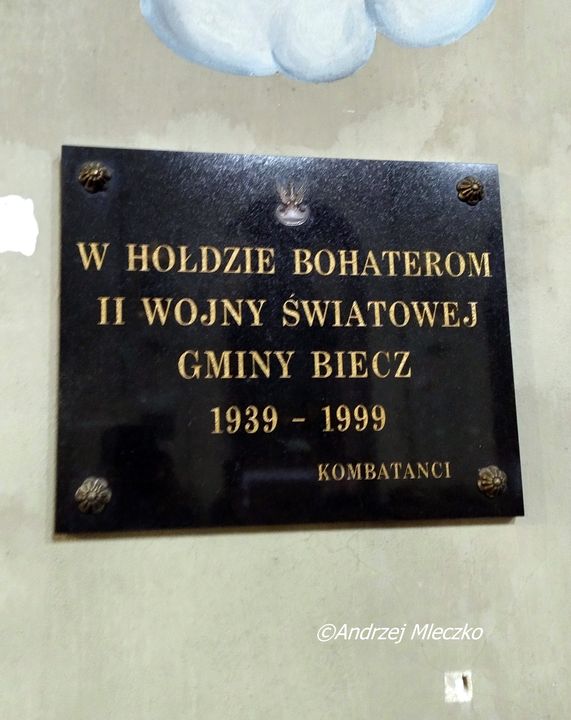 W HOŁDZIE BOHATEROM
II WOJNY ŚWIATOWEJ
GMINY BIECZ
1939 - 1999
KOMBATANCI
©Andrzej Mleczko